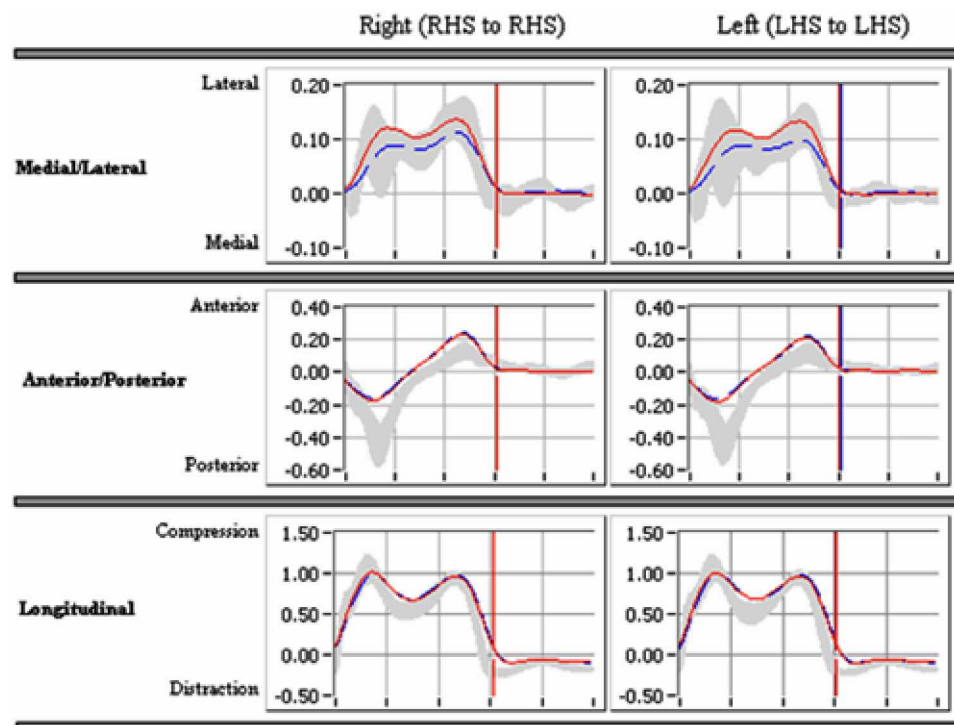 Right (RHS to RHS)
Left (LHS to LHS)
Medial/Lateral
Lateral
Medial
0.20
0.10
0.00
-0.10
0.20
0.10
0.00
-0.10
Anterior/Posterior
Anterior
Posterior
0.40
0.20
0.00
-0.20
-0.40
-0.60
0.40
0.20
0.00
-0.20
-0.40
-0.60
Longitudinal
Compression
Distraction
1.50
1.00
0.50
0.00
-0.50
1.50
1.00
0.50
0.00
-0.50